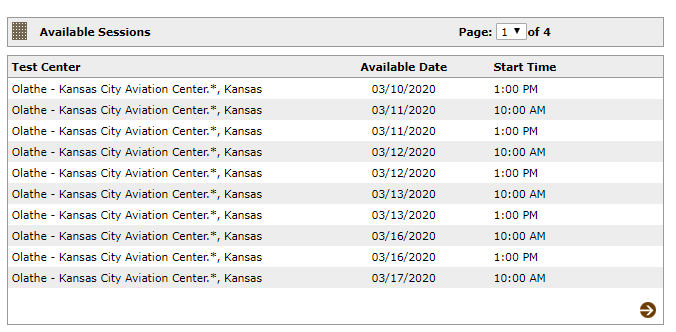 Available Sessions Page: 1 of 4
Test Center Available Date Start Time
Olathe - Kansas City Aviation Center.*, Kansas 03/10/2020 1:00 PM
Olathe - Kansas City Aviation Center.*, Kansas 03/11/2020 10:00 AM
Olathe - Kansas City Aviation Center.*, Kansas 03/11/2020 1:00 PM
Olathe - Kansas City Aviation Center.*, Kansas 03/12/2020 10:00 AM
Olathe - Kansas City Aviation Center.*, Kansas 03/12/2020 1:00 PM
Olathe - Kansas City Aviation Center.*, Kansas 03/13/2020 10:00 AM
Olathe - Kansas City Aviation Center.*, Kansas 03/13/2020 1:00 PM
Olathe - Kansas City Aviation Center.*, Kansas 03/16/2020 10:00 AM
Olathe - Kansas City Aviation Center.*, Kansas 03/16/2020 1:00 PM
Olathe - Kansas City Aviation Center.*, Kansas 03/17/2020 10:00 AM